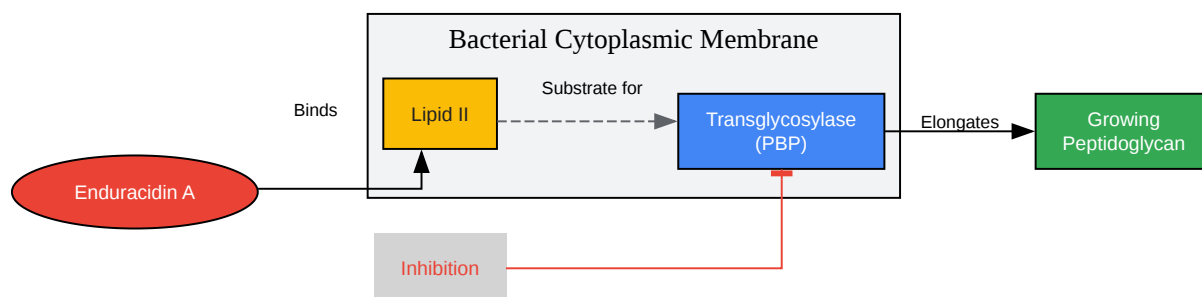 Bacterial Cytoplasmic Membrane
Binds
Lipid II
Substrate for
Transglycosylase
(PBP)
Elongates
Growing
Peptidoglycan
Enduracidin A
Inhibition